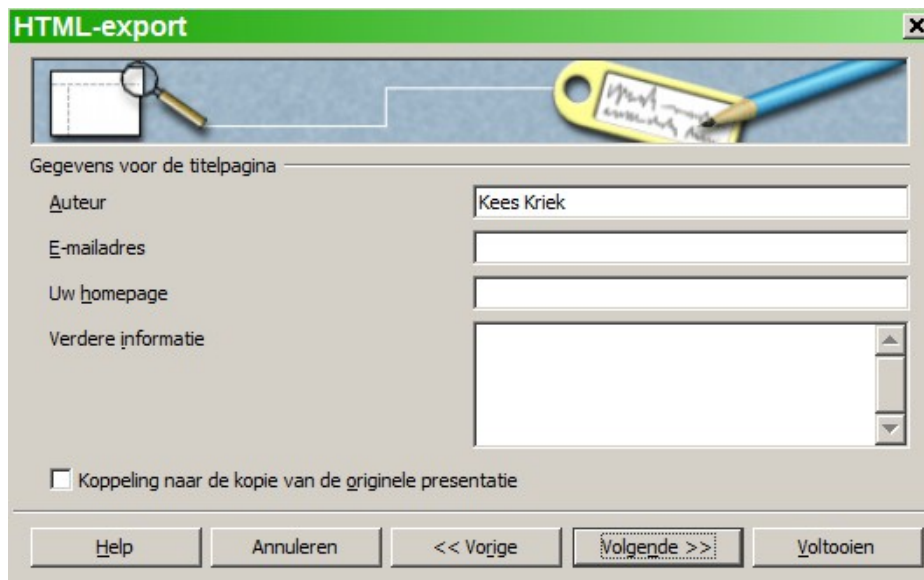 HTML-export
Gegevens voor de titelpagina
Auteur
Kees Kriek
E-mailadres
Uw homepage
Verdere informatie
Koppeling naar de kopie van de originele presentatie
Help
Annuleren
<< Vorige
Volgende >>
Voltooien